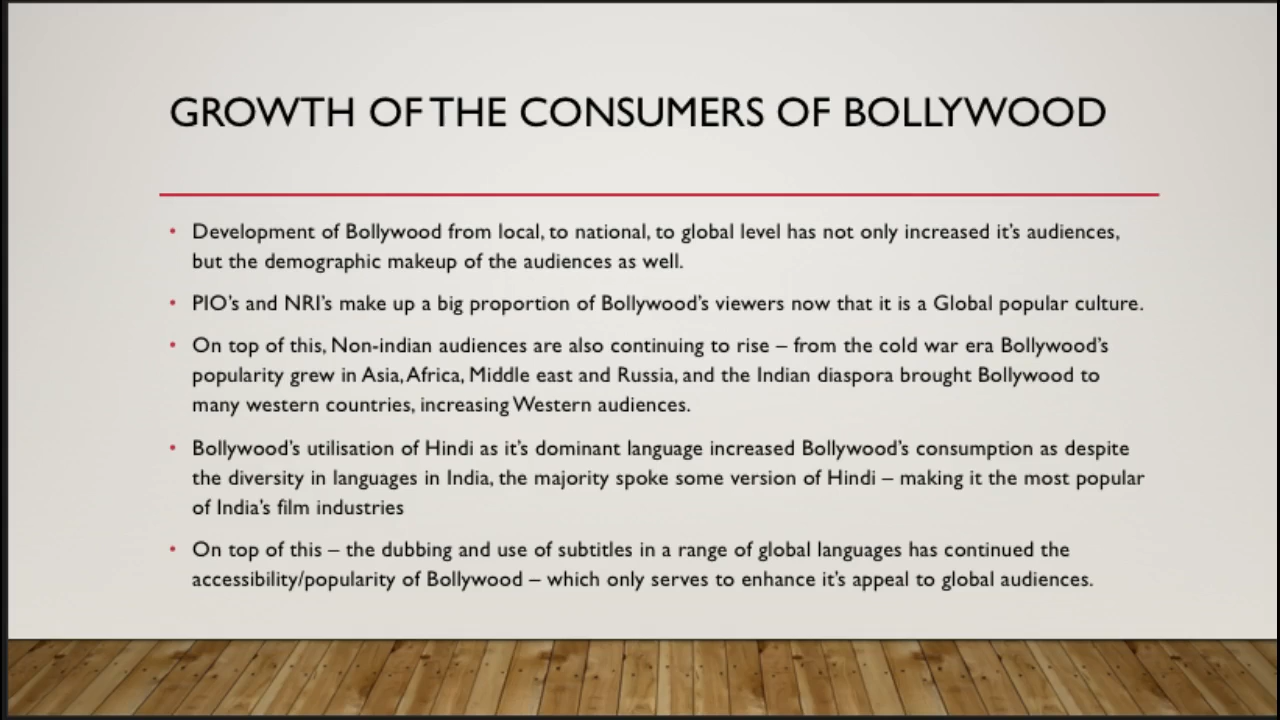 GROWTH OF THE CONSUMERS OF BOLLYWOOD
• Development of Bollywood from local, to national, to global level has not only increased it's audiences,
but the demographic makeup of the audiences as well.
• PIO's and NRI's make up a big proportion of Bollywood's viewers now that it is a Global popular culture.
• On top of this, Non-indian audiences are also continuing to rise – from the cold war era Bollywood's
popularity grew in Asia, Africa, Middle east and Russia, and the Indian diaspora brought Bollywood to
many western countries, increasing Western audiences.
• Bollywood's utilisation of Hindi as it's dominant language increased Bollywood's consumption as despite
the diversity in languages in India, the majority spoke some version of Hindi – making it the most popular
of India's film industries
• On top of this – the dubbing and use of subtitles in a range of global languages has continued the
accessibility/popularity of Bollywood – which only serves to enhance it's appeal to global audiences.